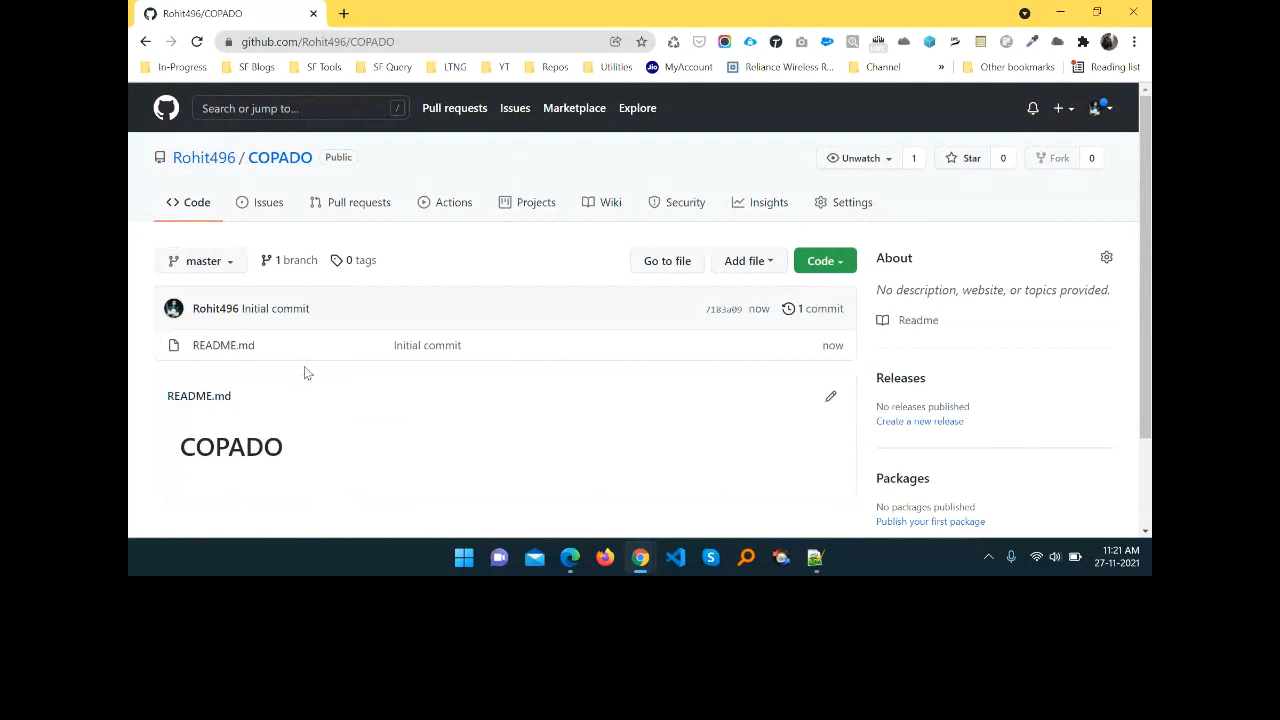 Rohit496/COPADO
github.com/Rohit496/COPADO
In-Progress SF Blogs SF Tools SF Query LTNG YT Repos Utilities Jio MyAccount Reliance Wireless R... Channel » Other bookmarks Reading list
Search or jump to... / Pull requests Issues Marketplace Explore
Rohit496 / COPADO Public Unwatch 1 Star 0 Fork 0
Code Issues Pull requests Actions Projects Wiki Security Insights Settings
master 1 branch 0 tags Go to file Add file Code
Rohit496 Initial commit 7183a09 now 1 commit
README.md Initial commit now
README.md
COPADO
About
No description, website, or topics provided.
Readme
Releases
No releases published
Create a new release
Packages
No packages published
Publish your first package
11:21 AM
27-11-2021